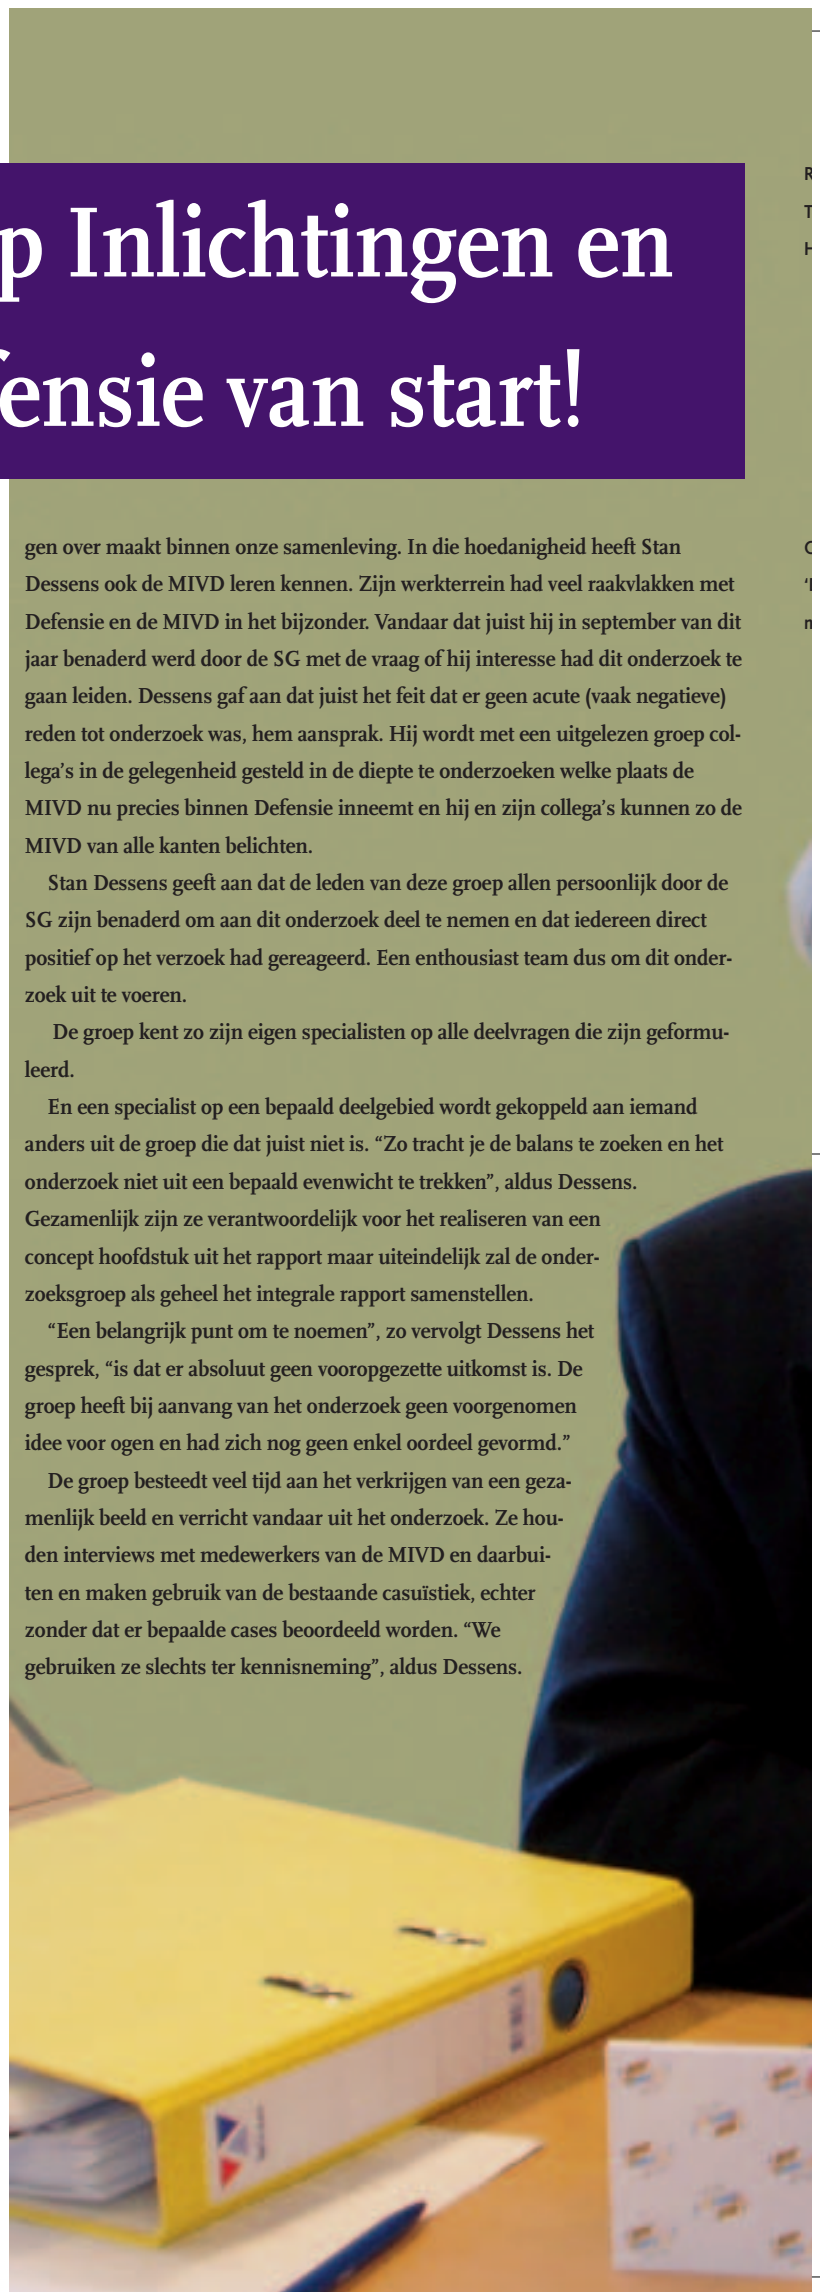 p Inlichtingen en
fensie van start!
gen over maakt binnen onze samenleving. In die hoedanigheid heeft Stan
Dessens ook de MIVD leren kennen. Zijn werkterrein had veel raakvlakken met
Defensie en de MIVD in het bijzonder. Vandaar dat juist hij in september van dit
jaar benaderd werd door de SG met de vraag of hij interesse had dit onderzoek te
gaan leiden. Dessens gaf aan dat juist het feit dat er geen acute (vaak negatieve)
reden tot onderzoek was, hem aansprak. Hij wordt met een uitgelezen groep col-
lega’s in de gelegenheid gesteld in de diepte te onderzoeken welke plaats de
MIVD nu precies binnen Defensie inneemt en hij en zijn collega’s kunnen zo de
MIVD van alle kanten belichten.
Stan Dessens geeft aan dat de leden van deze groep allen persoonlijk door de
SG zijn benaderd om aan dit onderzoek deel te nemen en dat iedereen direct
positief op het verzoek had gereageerd. Een enthousiast team dus om dit onder-
zoek uit te voeren.
De groep kent zo zijn eigen specialisten op alle deelvragen die zijn geformu-
leerd.
En een specialist op een bepaald deelgebied wordt gekoppeld aan iemand
anders uit de groep die dat juist niet is. “Zo tracht je de balans te zoeken en het
onderzoek niet uit een bepaald evenwicht te trekken”, aldus Dessens.
Gezamenlijk zijn ze verantwoordelijk voor het realiseren van een
concept hoofdstuk uit het rapport maar uiteindelijk zal de onder-
zoeksgroep als geheel het integrale rapport samenstellen.
“Een belangrijk punt om te noemen”, zo vervolgt Dessens het
gesprek, “is dat er absoluut geen vooropgezette uitkomst is. De
groep heeft bij aanvang van het onderzoek geen voorgenomen
idee voor ogen en had zich nog geen enkel oordeel gevormd.”
De groep besteedt veel tijd aan het verkrijgen van een geza-
menlijk beeld en verricht vandaar uit het onderzoek. Ze hou-
den interviews met medewerkers van de MIVD en daarbui-
ten en maken gebruik van de bestaande casuïstiek, echter
zonder dat er bepaalde cases beoordeeld worden. “We
gebruiken ze slechts ter kennisneming”, aldus Dessens.